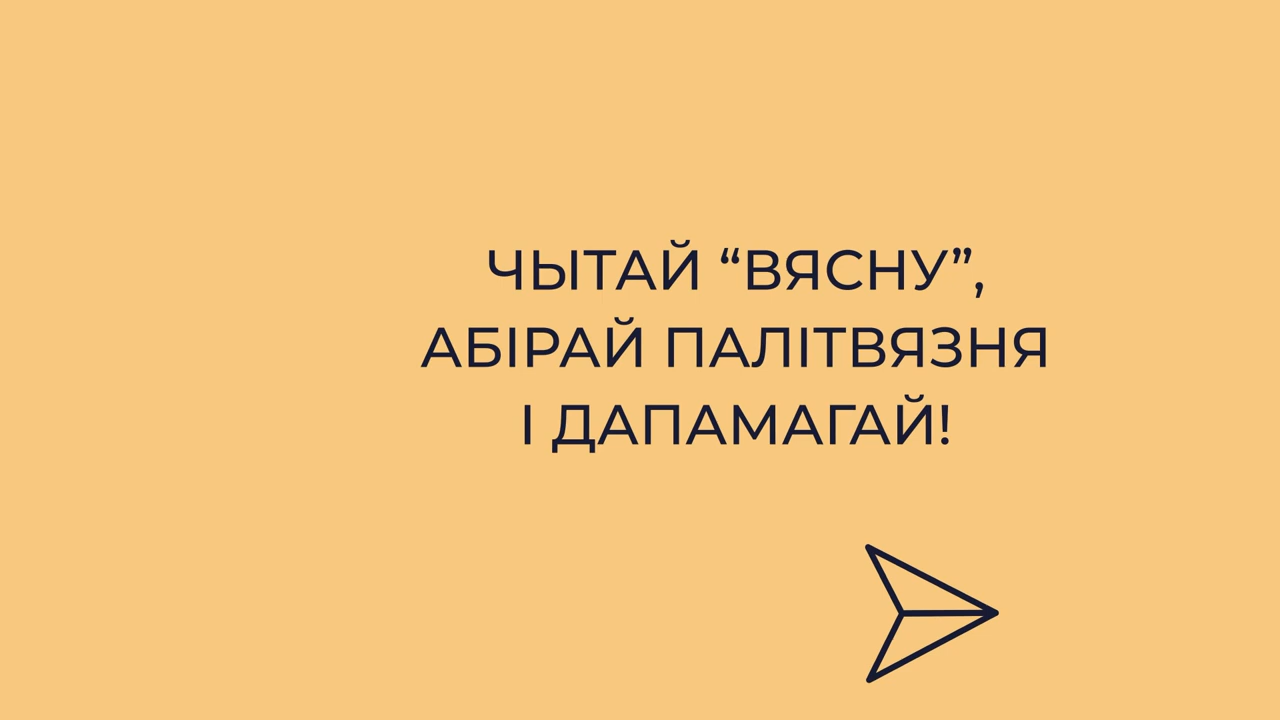 ЧЫТАЙ “ВЯСНУ”,
АБІРАЙ ПАЛІТВЯЗНЯ
І ДАПАМАГАЙ!